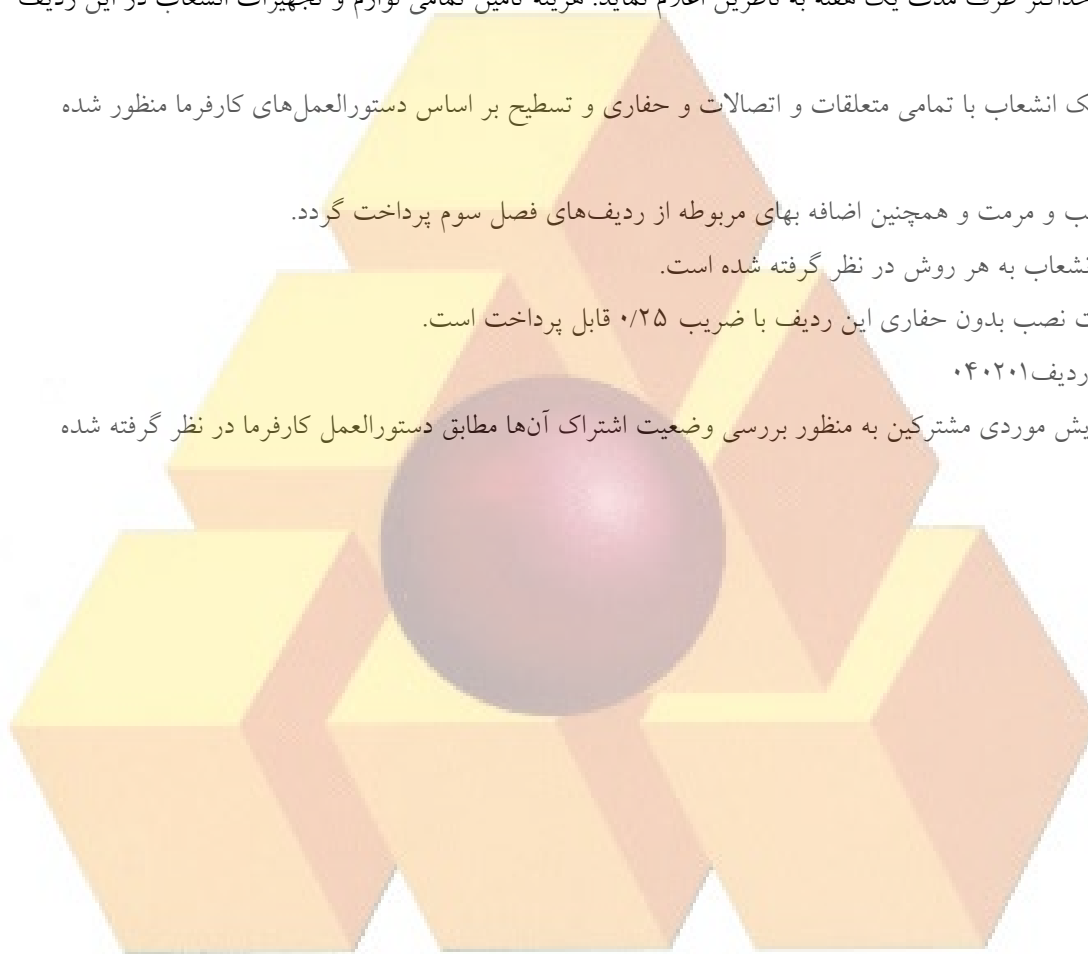 حداکثر ظرف مدت یک هفته به ناظرین اعلام نماید. هزینه تامین تمامی لوازم و تجهیزات انشعاب در این ردیف
ک انشعاب با تمامی متعلقات و اتصالات و حفاری و تسطیح بر اساس دستورالعمل‌های کارفرما منظور شده
ب و مرمت و همچنین اضافه بهای مربوطه از ردیف‌های فصل سوم پرداخت گردد.
نشعاب به هر روش در نظر گرفته شده است.
ت نصب بدون حفاری این ردیف با ضریب ۰/۲۵ قابل پرداخت است.
ردیف۰۴۰۲۰۱
یش موردی مشترکین به منظور بررسی وضعیت اشتراک آن‌ها مطابق دستورالعمل کارفرما در نظر گرفته شده